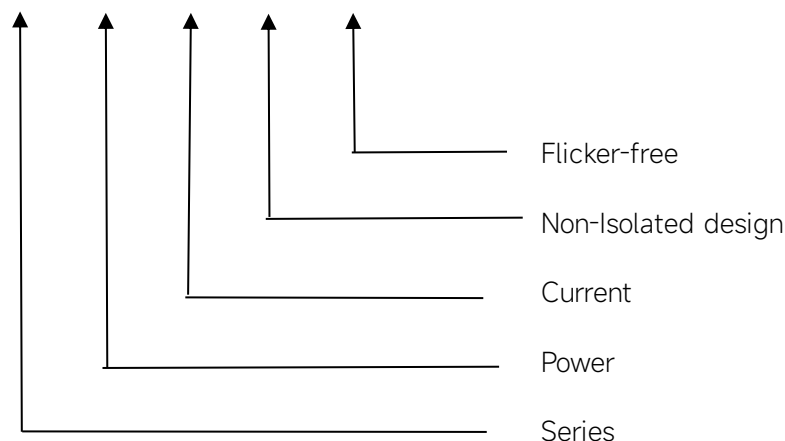 Flicker-free
Non-Isolated design
Current
Power
Series